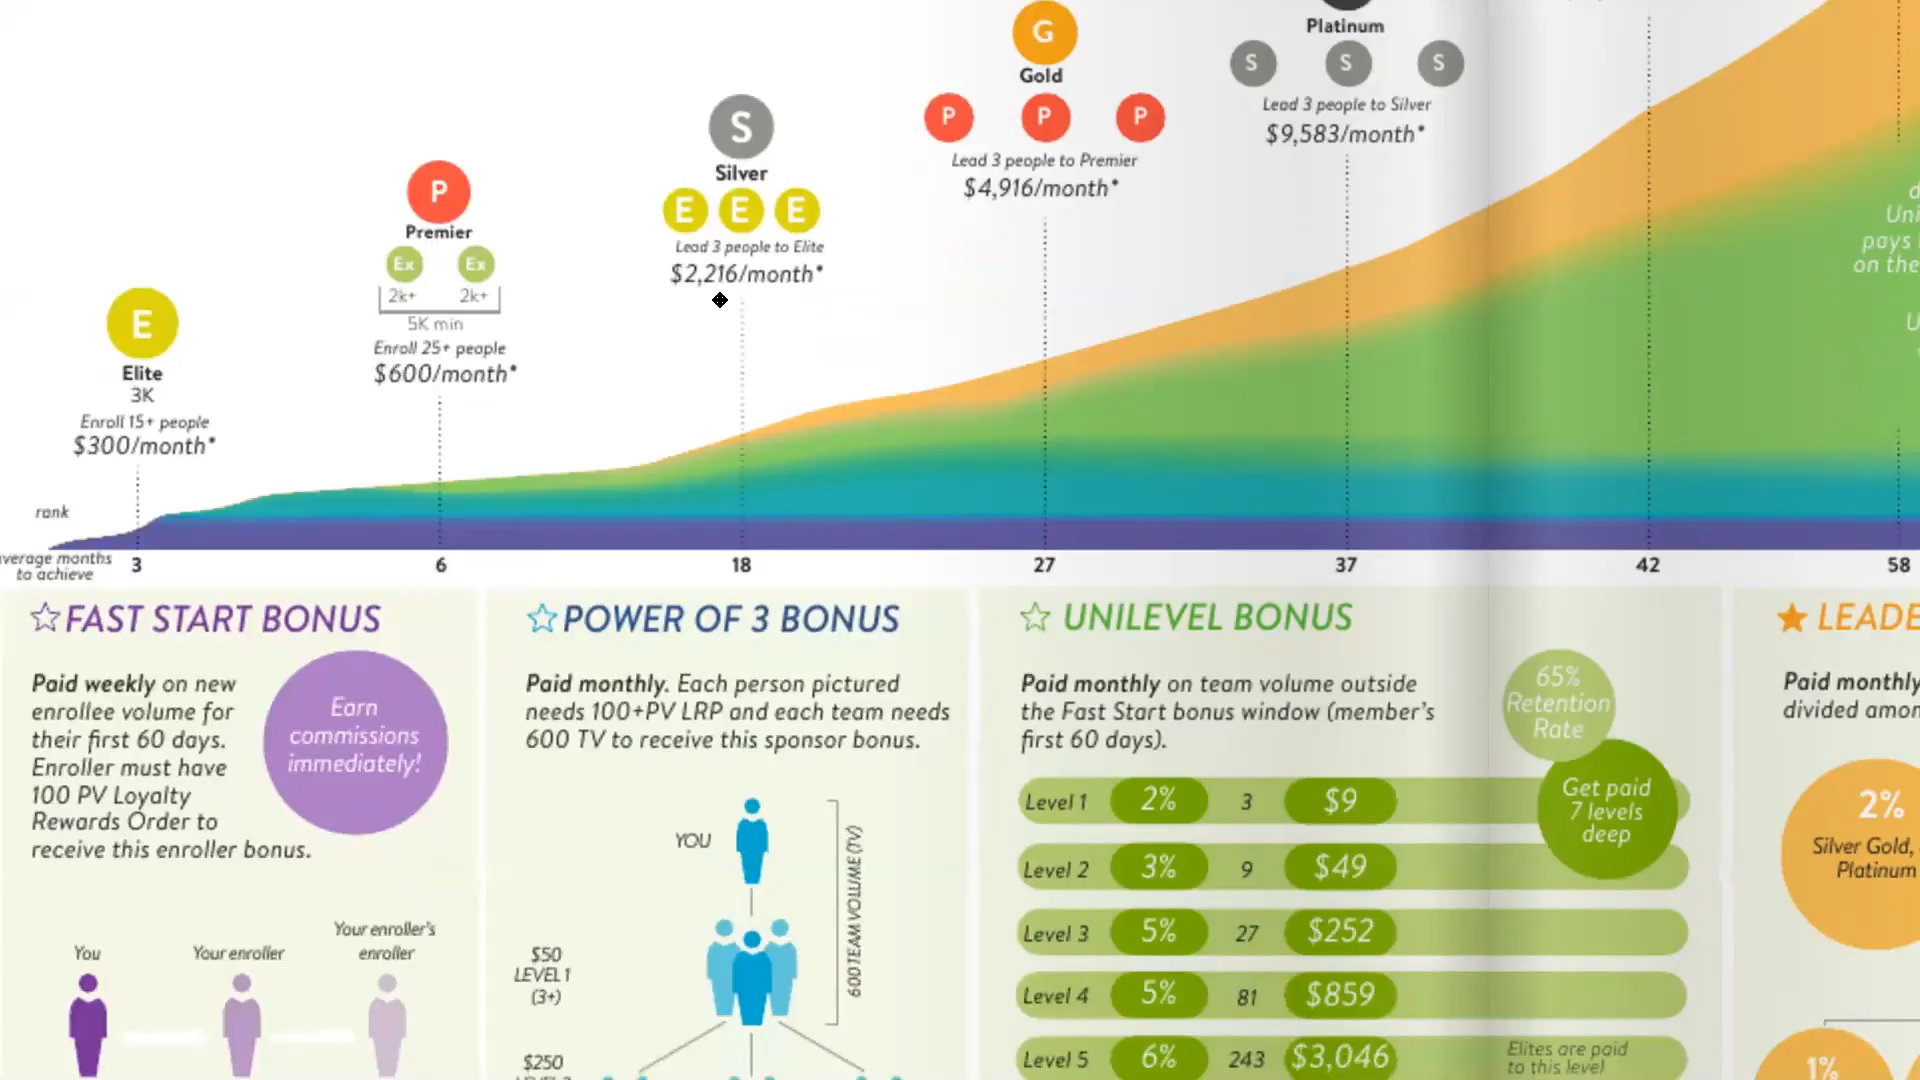 Platinum
S S S
Lead 3 people to Silver
$9,583/month*
G
Gold
P P P
Lead 3 people to Premier
$4,916/month*
S
Silver
E E E
Lead 3 people to Elite
$2,216/month*
P
Premier
Ex Ex
2k+ 2k+
5K min
Enroll 25+ people
$600/month*
E
Elite
3K
Enroll 15+ people
$300/month*
Uni
pays
on the
rank
average months
to achieve
3 6 18 27 37 42 58
FAST START BONUS
Paid weekly on new
enrollee volume for
their first 60 days.
Enroller must have
100 PV Loyalty
Rewards Order to
receive this enroller bonus.
Earn
commissions
immediately!
You
Your enroller
Your enroller's
enroller
POWER OF 3 BONUS
Paid monthly. Each person pictured
needs 100+PV LRP and each team needs
600 TV to receive this sponsor bonus.
YOU
600 TEAM VOLUME (TV)
$50
LEVEL 1
(3+)
$250
UNILEVEL BONUS
Paid monthly on team volume outside
the Fast Start bonus window (member's
first 60 days).
65%
Retention
Rate
Get paid
7 levels
deep
Level 1 2% 3 $9
Level 2 3% 9 $49
Level 3 5% 27 $252
Level 4 5% 81 $859
Level 5 6% 243 $3,046
Elites are paid
to this level
LEADE
Paid monthly
divided amon
2%
Silver Gold,
Platinum
1%